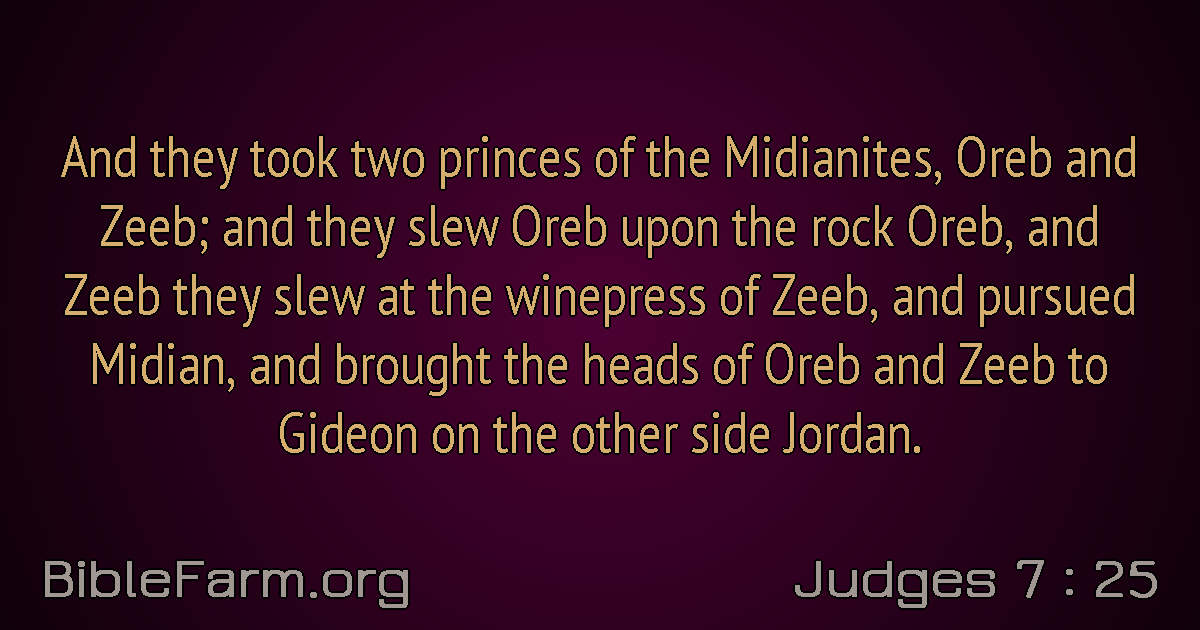 And they took two princes of the Midianites, Oreb and
Zeeb; and they slew Oreb upon the rock Oreb, and
Zeeb they slew at the winepress of Zeeb, and pursued
Midian, and brought the heads of Oreb and Zeeb to
Gideon on the other side Jordan.
BibleFarm.org
Judges 7 : 25